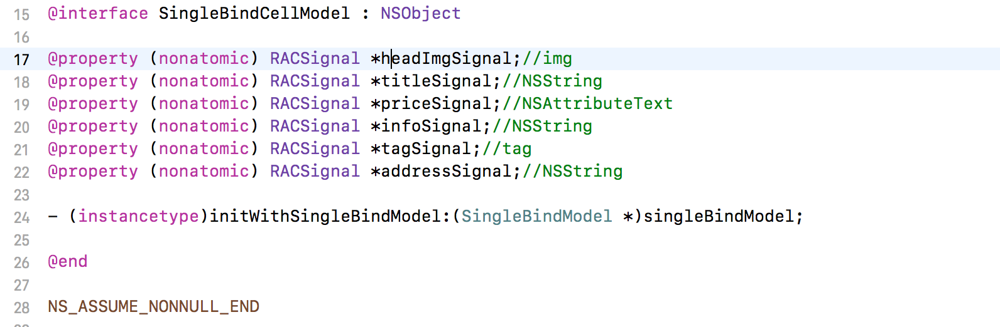 15 @interface SingleBindCellModel : NSObject
16
17 @property (nonatomic) RACSignal *headImgSignal;//img
18 @property (nonatomic) RACSignal *titleSignal;//NSString
19 @property (nonatomic) RACSignal *priceSignal;//NSAttributeText
20 @property (nonatomic) RACSignal *infoSignal;//NSString
21 @property (nonatomic) RACSignal *tagSignal;//tag
22 @property (nonatomic) RACSignal *addressSignal;//NSString
23
24 - (instancetype)initWithSingleBindModel:(SingleBindModel *)singleBindModel;
25
26 @end
27
28 NS_ASSUME_NONNULL_END